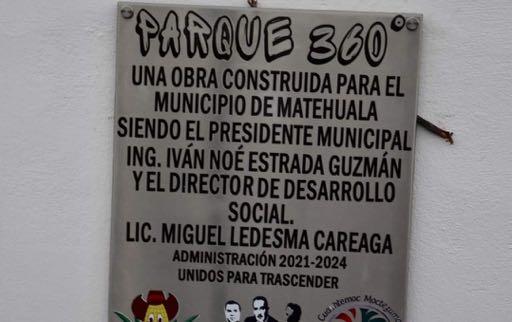 PARQUE 360°
UNA OBRA CONSTRUIDA PARA EL
MUNICIPIO DE MATEHUALA
SIENDO EL PRESIDENTE MUNICIPAL
ING. IVÁN NOÉ ESTRADA GUZMÁN
Y EL DIRECTOR DE DESARROLLO
SOCIAL.
LIC. MIGUEL LEDESMA CAREAGA
ADMINISTRACIÓN 2021-2024
UNIDOS PARA TRASCENDER